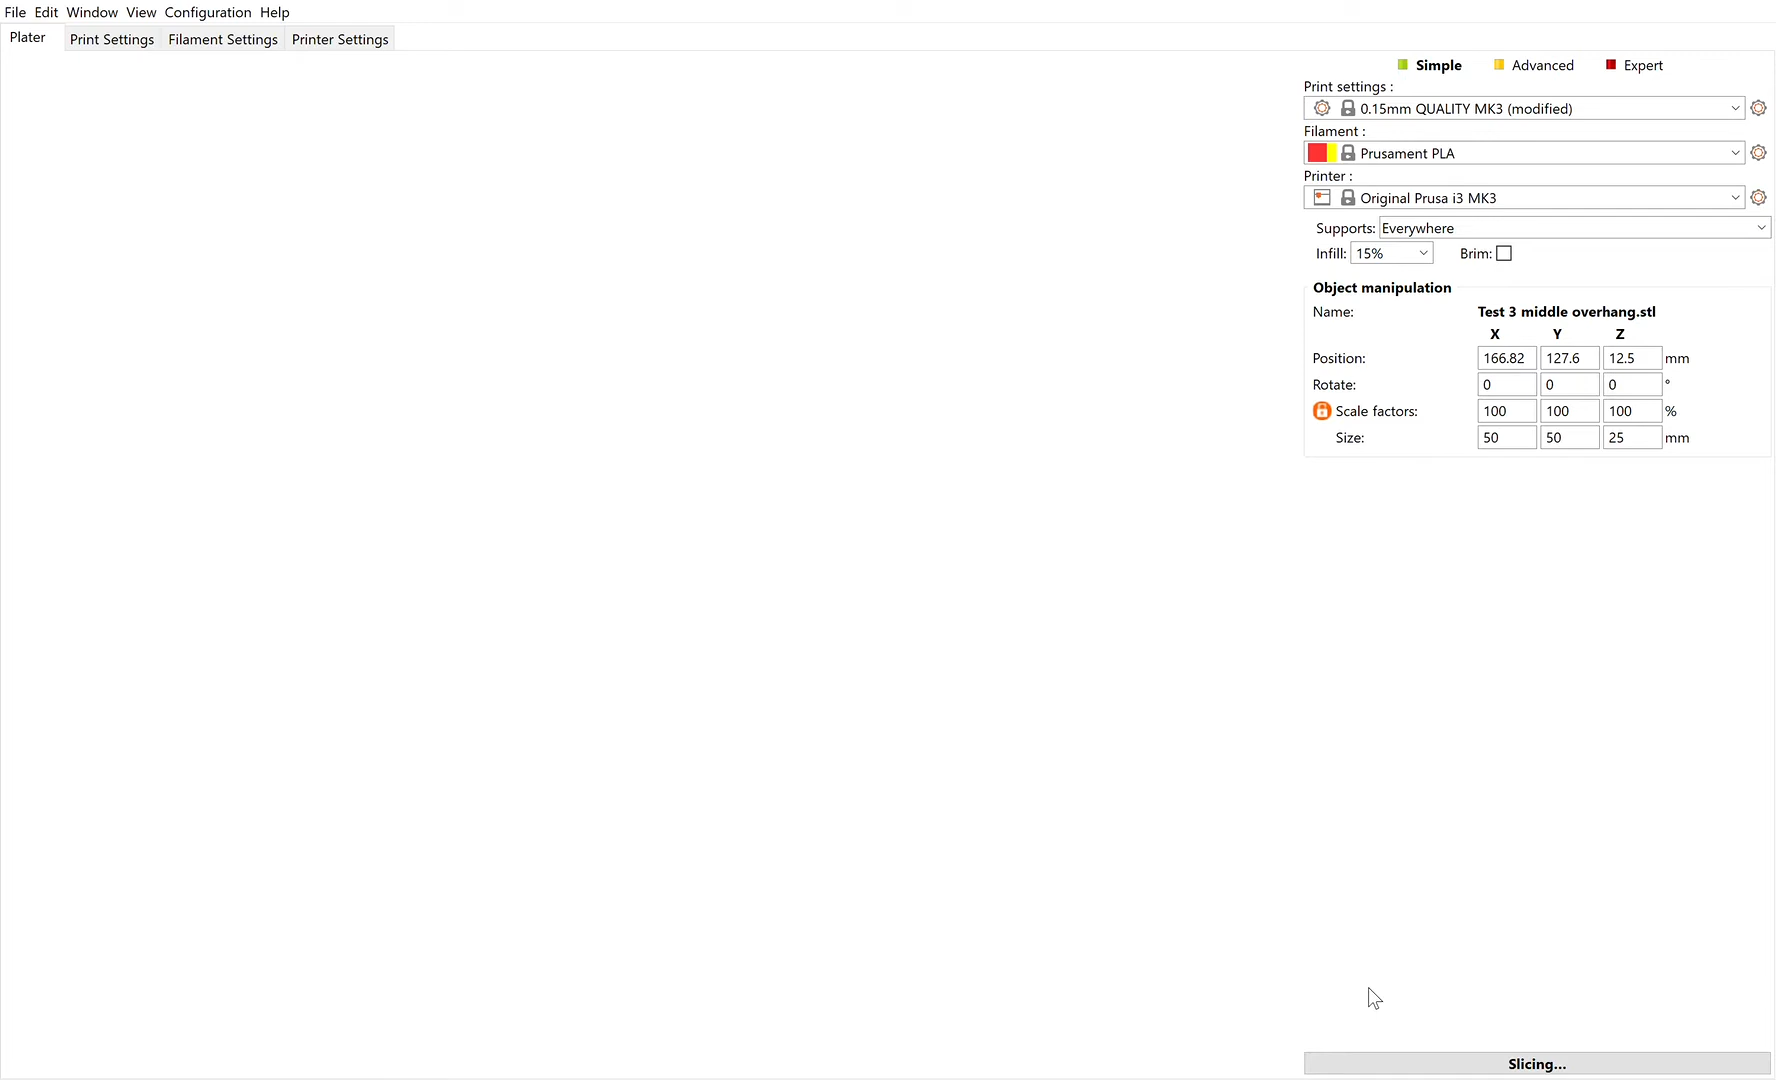 File Edit Window View Configuration Help
Plater Print Settings Filament Settings Printer Settings
Simple Advanced Expert
Print settings :
0.15mm QUALITY MK3 (modified)
Filament :
Prusament PLA
Printer :
Original Prusa i3 MK3
Supports: Everywhere
Infill: 15% Brim:
Object manipulation
Name: Test 3 middle overhang.stl
X Y Z
Position: 166.82 127.6 12.5 mm
Rotate: 0 0 0 °
Scale factors: 100 100 100 %
Size: 50 50 25 mm
Slicing...